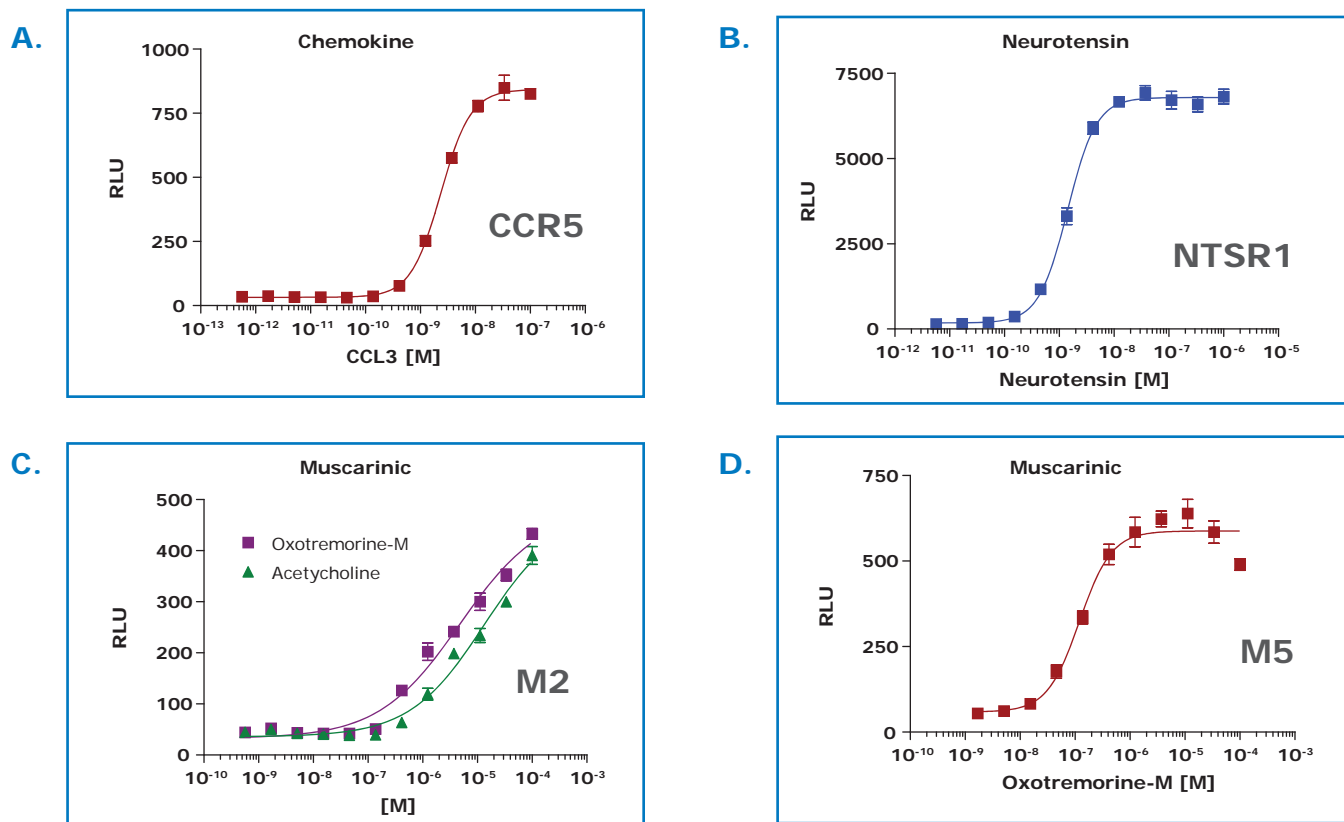 A.
Chemokine
1000
750
500
250
0
RLU
CCR5
10⁻¹³ 10⁻¹² 10⁻¹¹ 10⁻¹⁰ 10⁻⁹ 10⁻⁸ 10⁻⁷ 10⁻⁶
CCL3 [M]
B.
Neurotensin
7500
5000
2500
0
RLU
NTSR1
10⁻¹² 10⁻¹¹ 10⁻¹⁰ 10⁻⁹ 10⁻⁸ 10⁻⁷ 10⁻⁶ 10⁻⁵
Neurotensin [M]
C.
Muscarinic
500
400
300
200
100
0
RLU
Oxotremorine-M
Acetycholine
M2
10⁻¹⁰ 10⁻⁹ 10⁻⁸ 10⁻⁷ 10⁻⁶ 10⁻⁵ 10⁻⁴ 10⁻³
[M]
D.
Muscarinic
750
500
250
0
RLU
M5
10⁻¹⁰ 10⁻⁹ 10⁻⁸ 10⁻⁷ 10⁻⁶ 10⁻⁵ 10⁻⁴ 10⁻³
Oxotremorine-M [M]